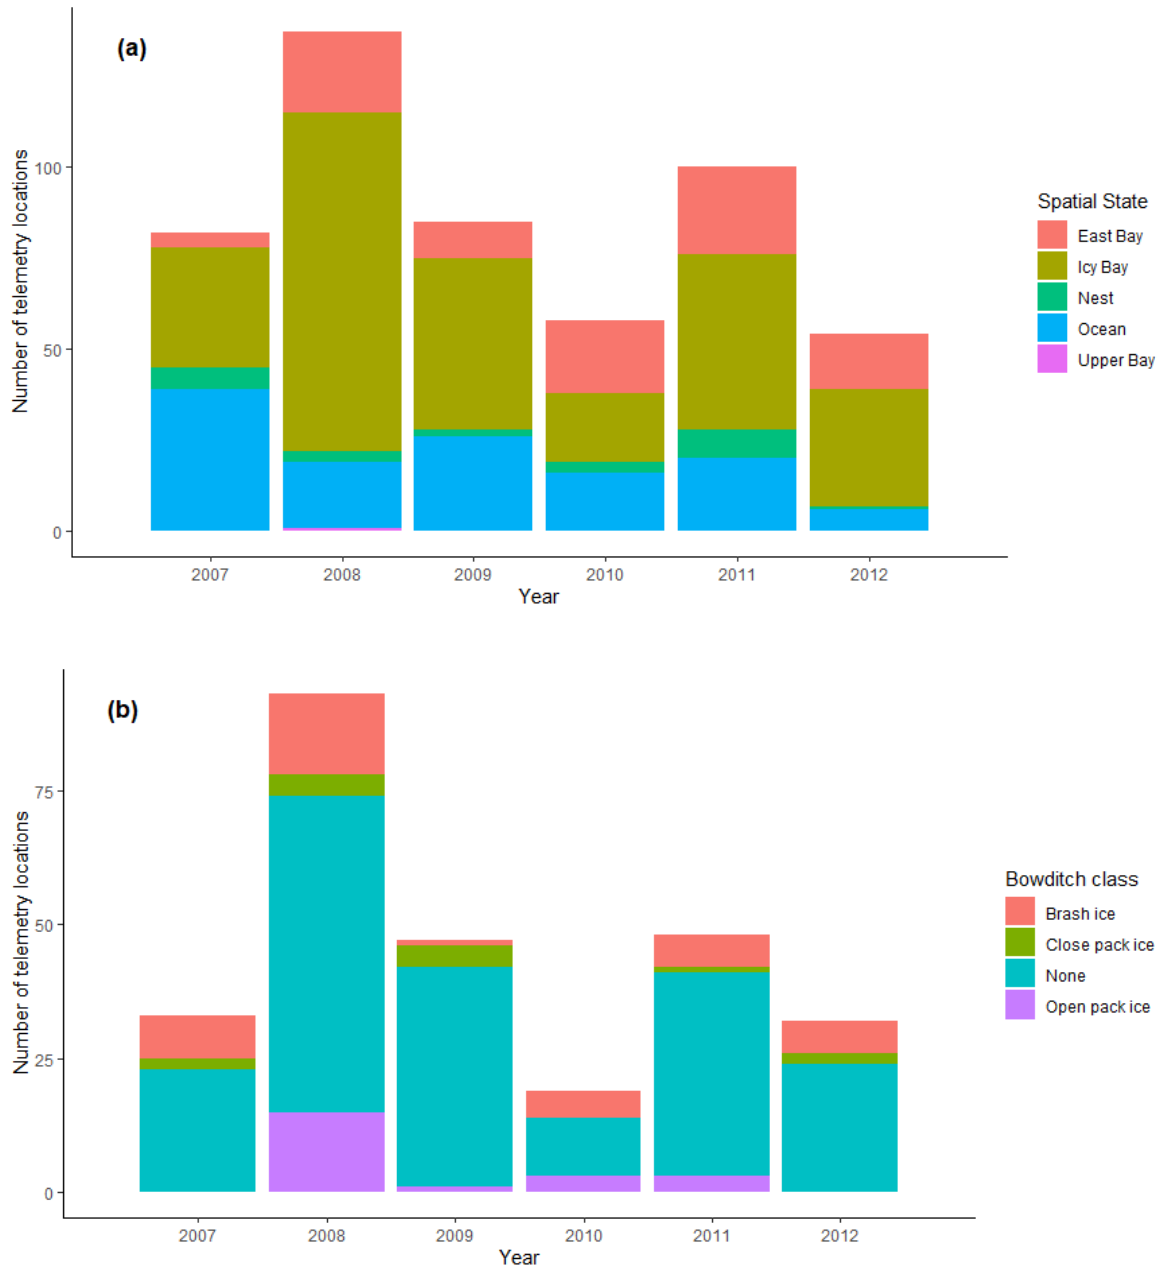 (a)
Number of telemetry locations
100
50
0
2007 2008 2009 2010 2011 2012
Year
Spatial State
East Bay
Icy Bay
Nest
Ocean
Upper Bay
(b)
Number of telemetry locations
75
50
25
0
2007 2008 2009 2010 2011 2012
Year
Bowditch class
Brash ice
Close pack ice
None
Open pack ice